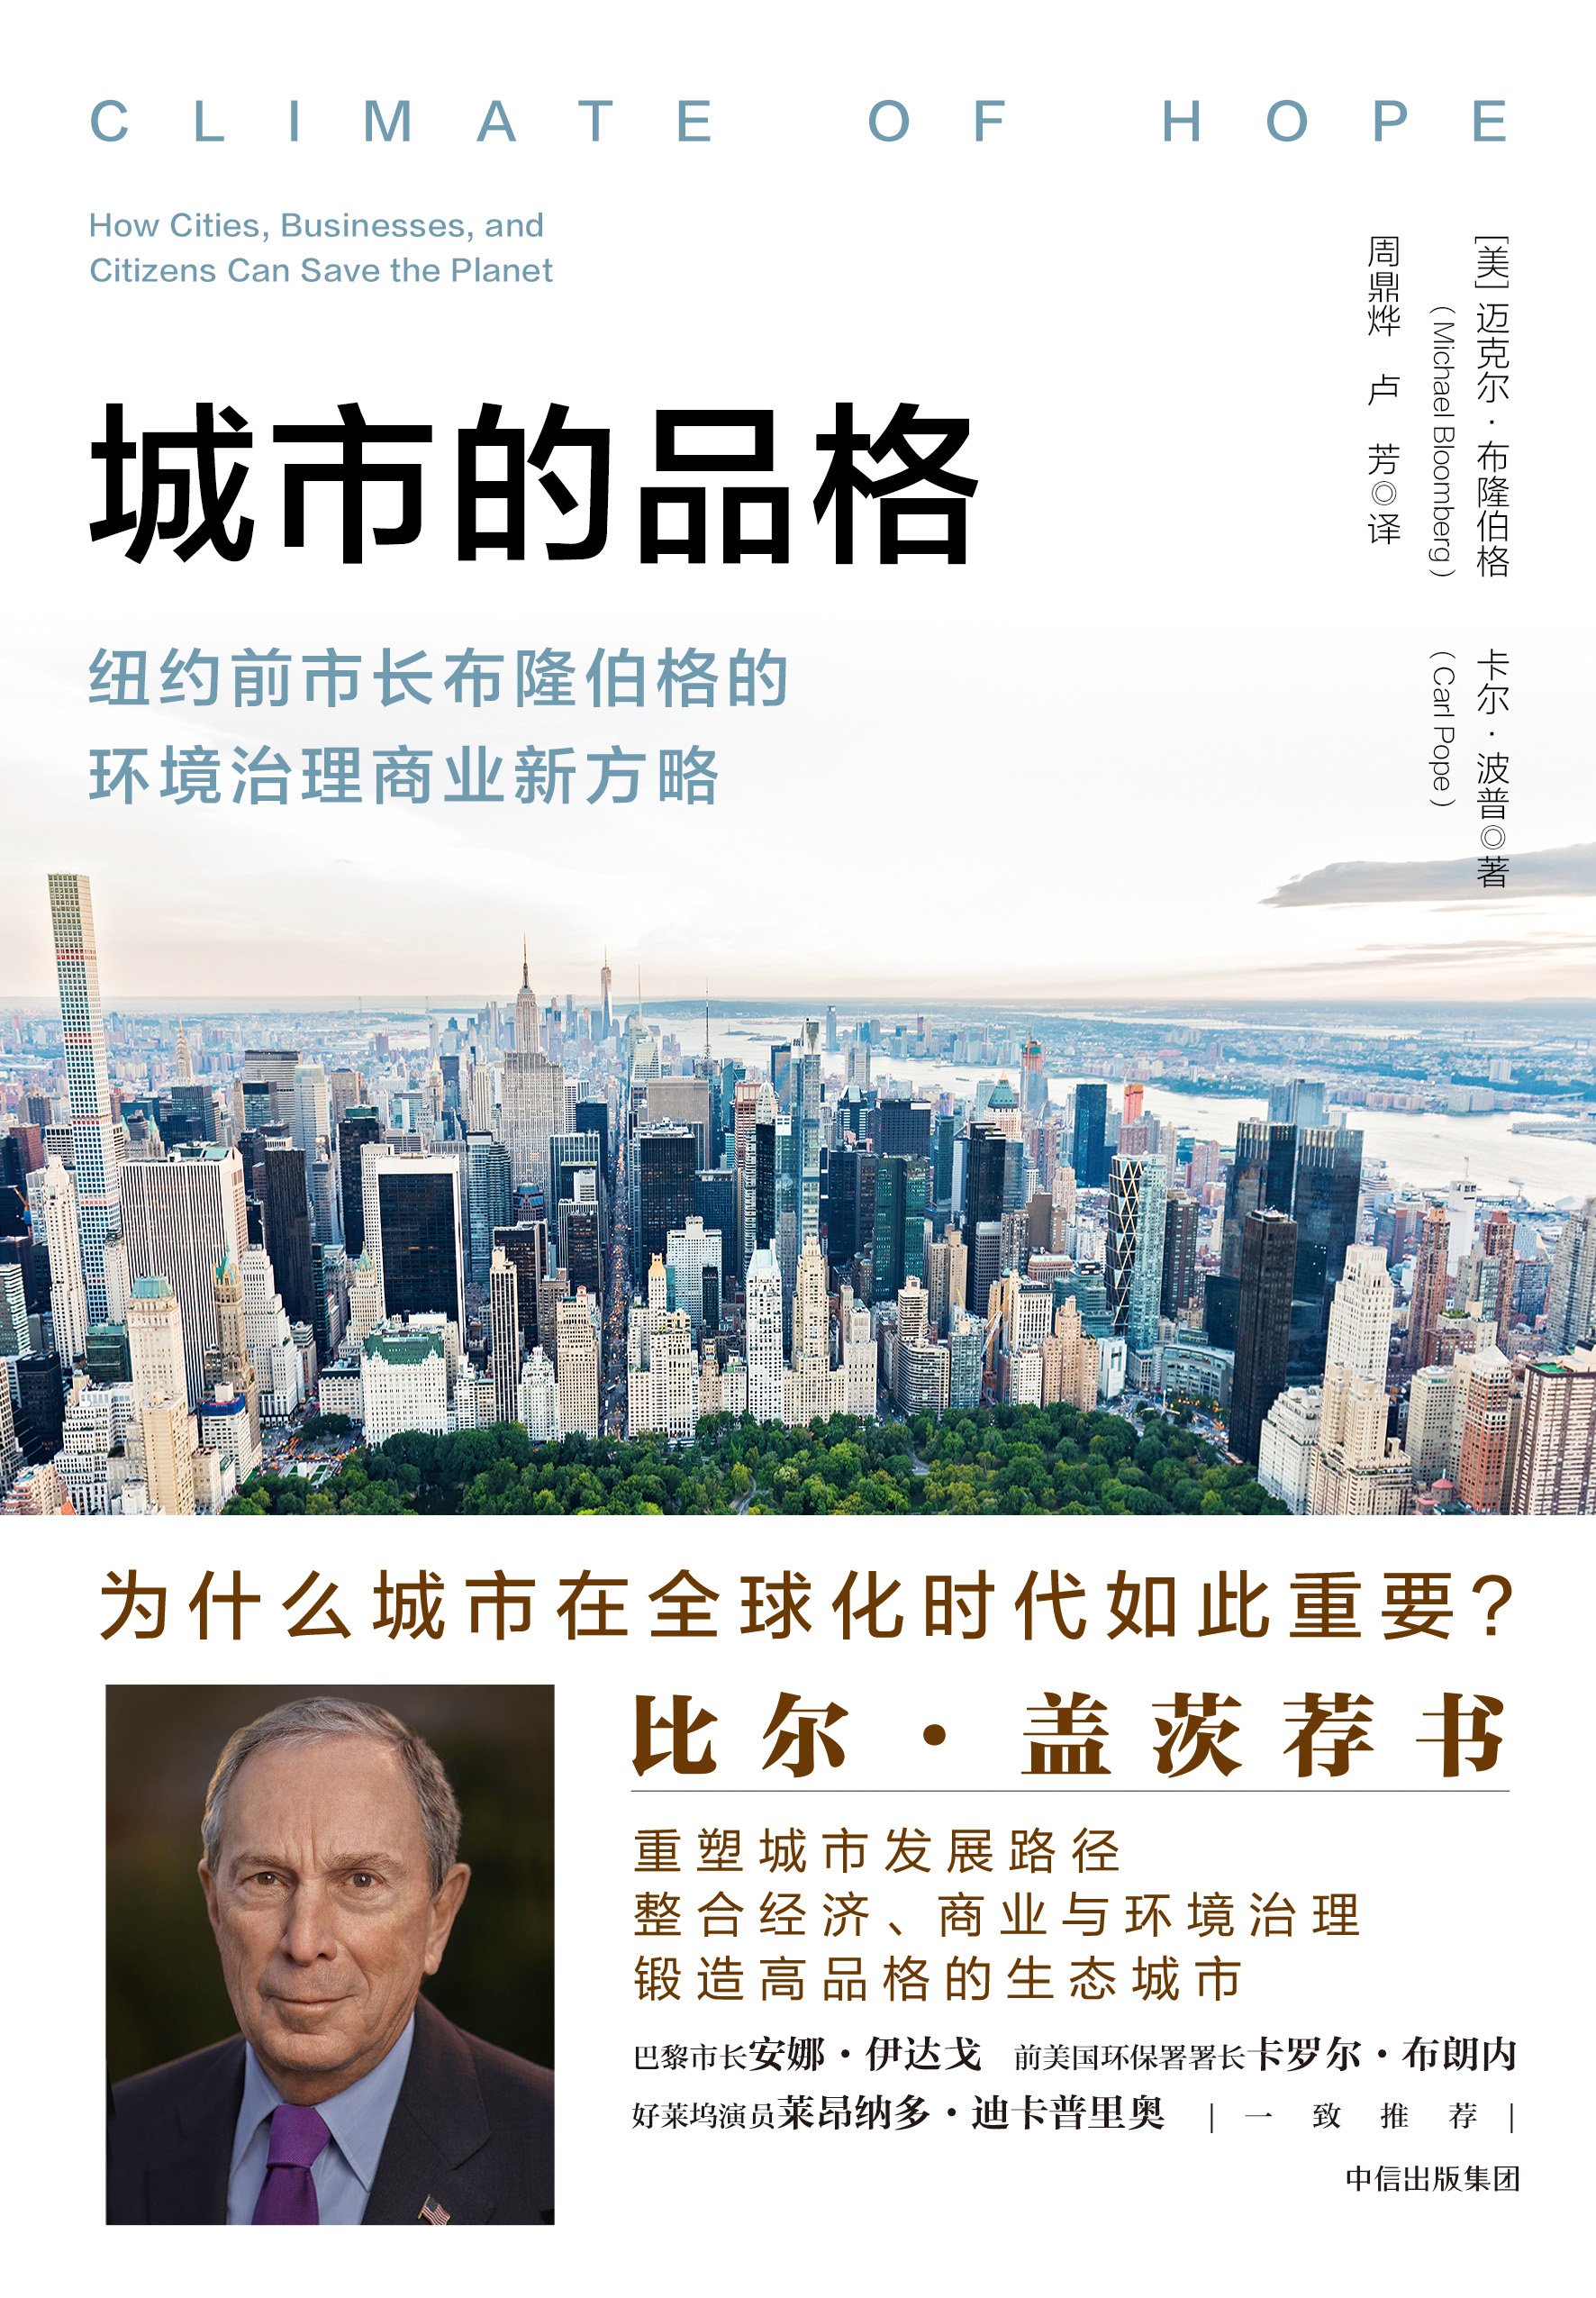 CLIMATE OF HOPE
How Cities, Businesses, and
Citizens Can Save the Planet
[美] 迈克尔·布隆伯格 卡尔·波普◎著
(Michael Bloomberg) (Carl Pope)
周鼎烨 卢 芳◎译
城市的品格
纽约前市长布隆伯格的
环境治理商业新方略
为什么城市在全球化时代如此重要?
比尔·盖茨荐书
重塑城市发展路径
整合经济、商业与环境治理
锻造高品格的生态城市
巴黎市长安娜·伊达戈 前美国环保署署长卡罗尔·布朗内
好莱坞演员莱昂纳多·迪卡普里奥 | 一致推荐 |
中信出版集团